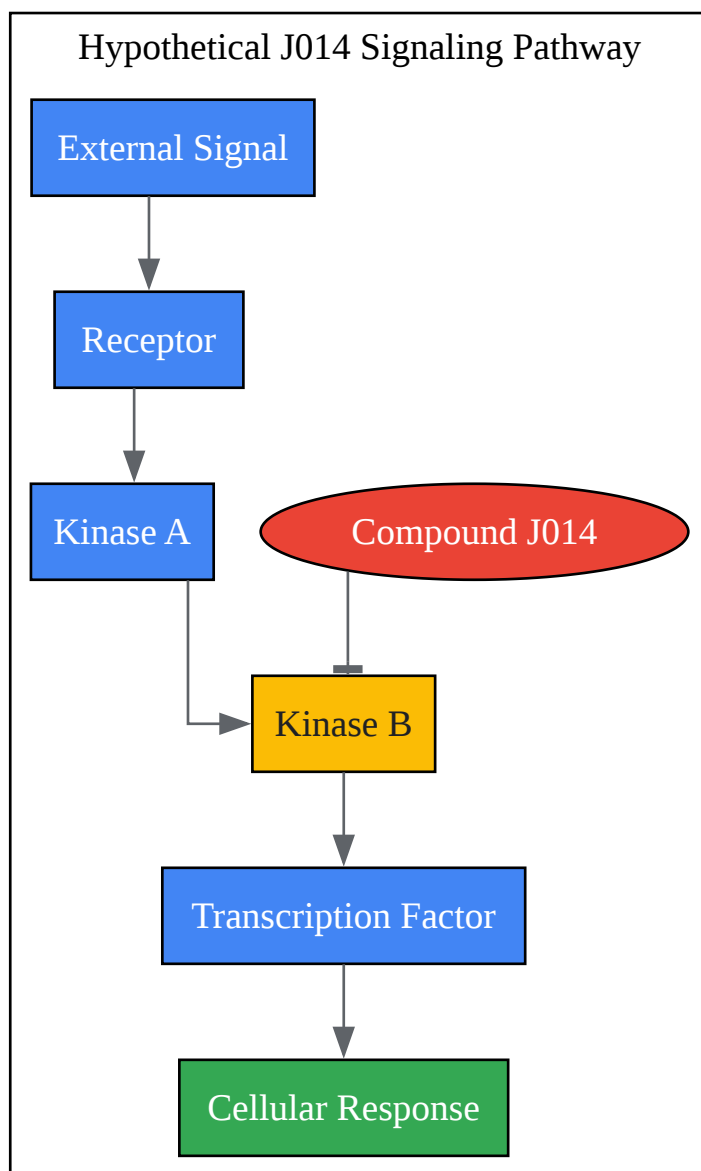 Hypothetical J014 Signaling Pathway
External Signal
Receptor
Kinase A
Compound J014
Kinase B
Transcription Factor
Cellular Response